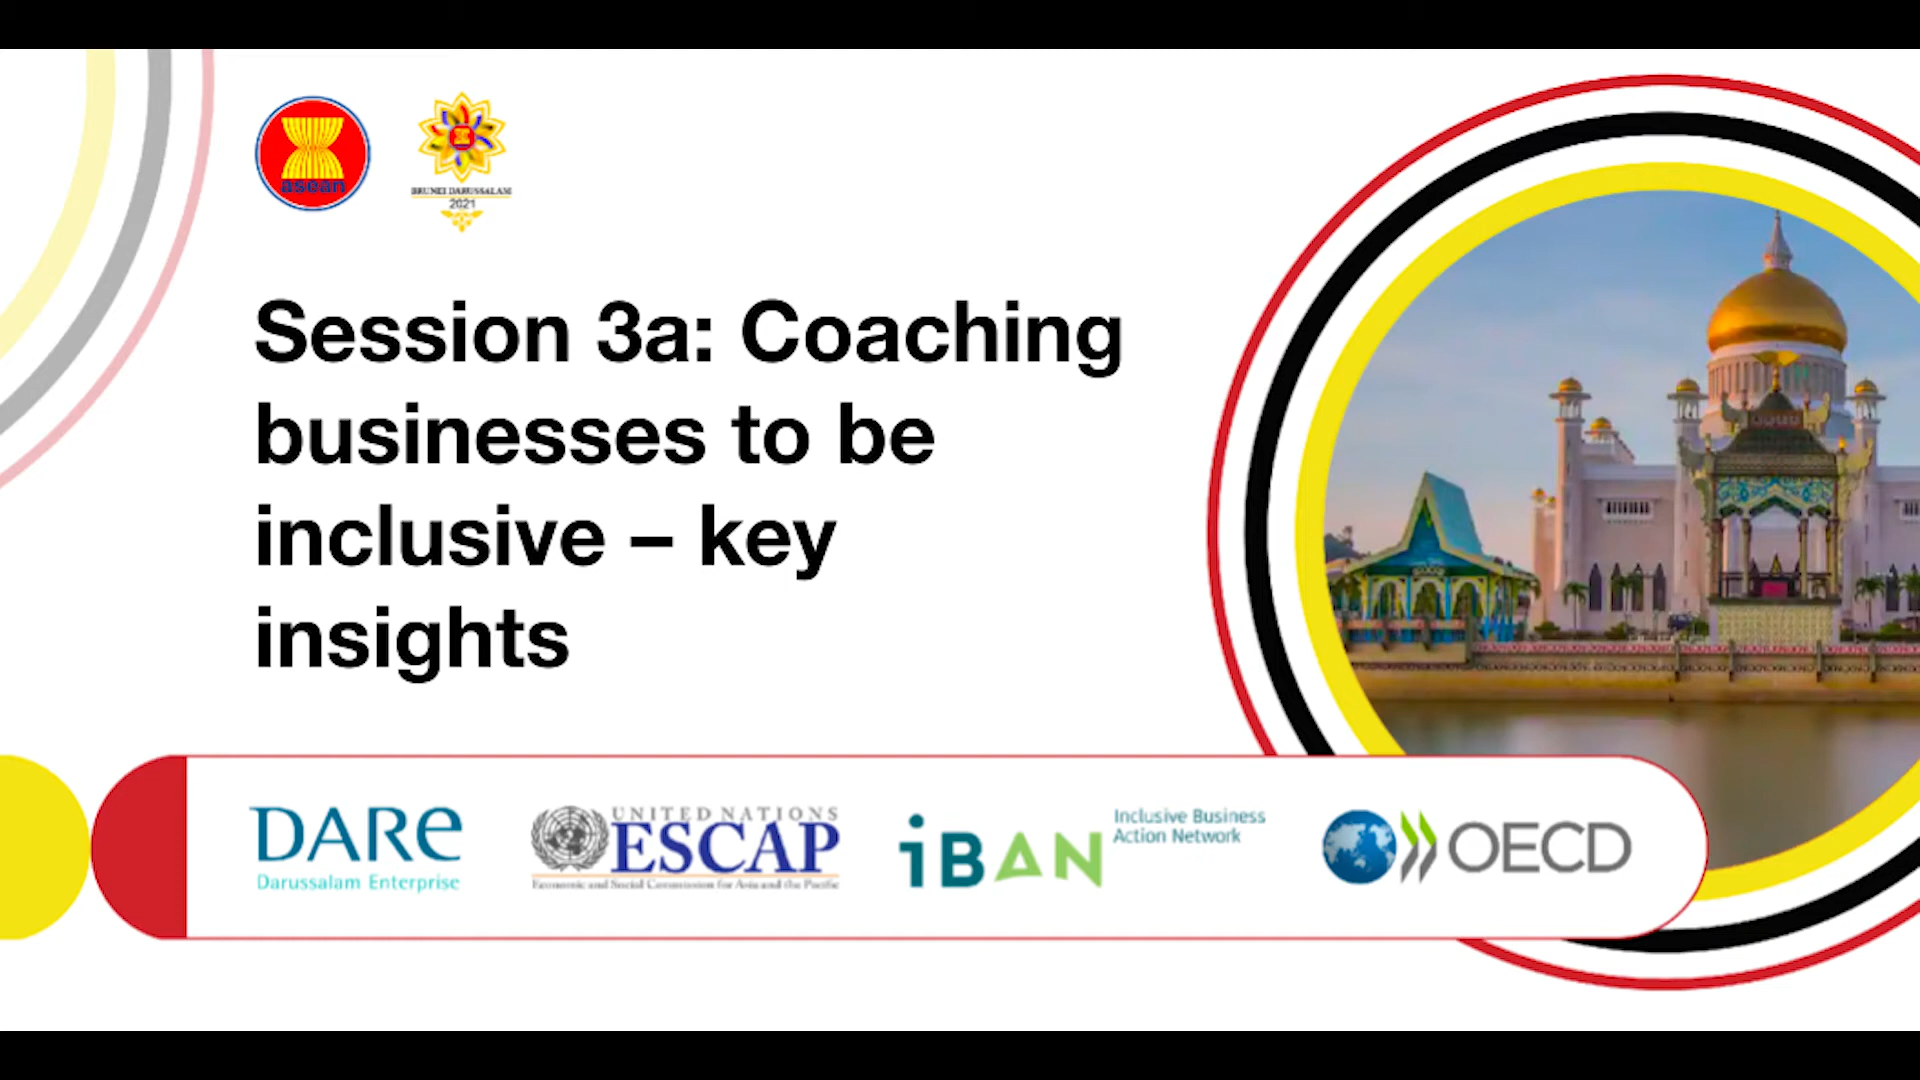 asean
BRUNEI DARUSSALAM
2021
Session 3a: Coaching
businesses to be
inclusive – key
insights
DARe
Darussalam Enterprise
UNITED NATIONS
ESCAP
Economic and Social Commission for Asia and the Pacific
iBAN
Inclusive Business
Action Network
OECD